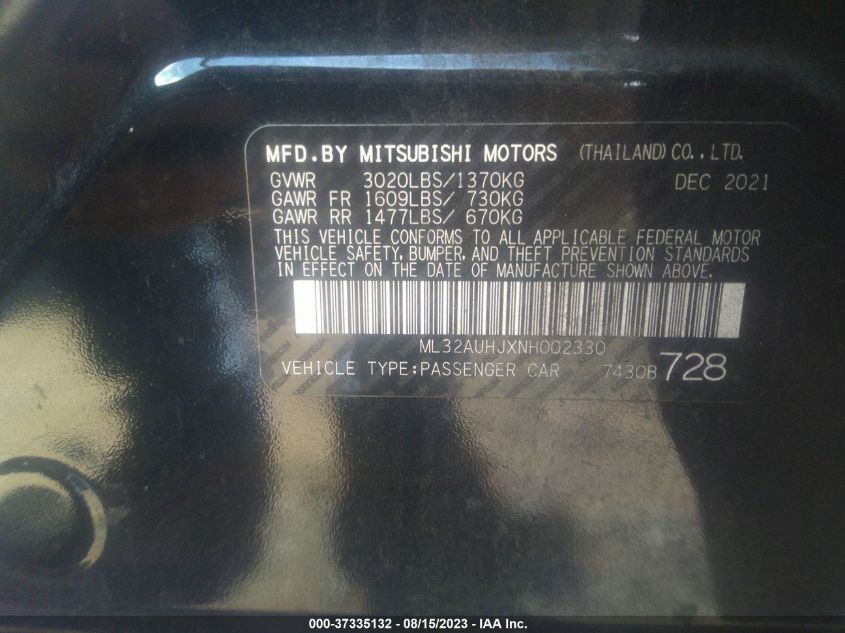 MFD.BY MITSUBISHI MOTORS (THAILAND) CO., LTD.
GVWR 3020LBS/1370KG DEC 2021
GAWR FR 1609LBS/ 730KG
GAWR RR 1477LBS/ 670KG
THIS VEHICLE CONFORMS TO ALL APPLICABLE FEDERAL MOTOR
VEHICLE SAFETY, BUMPER, AND THEFT PREVENTION STANDARDS
IN EFFECT ON THE DATE OF MANUFACTURE SHOWN ABOVE.
ML32AUHJXNH002330
VEHICLE TYPE:PASSENGER CAR 7430B 728
000-37335132 - 08/15/2023 - IAA Inc.